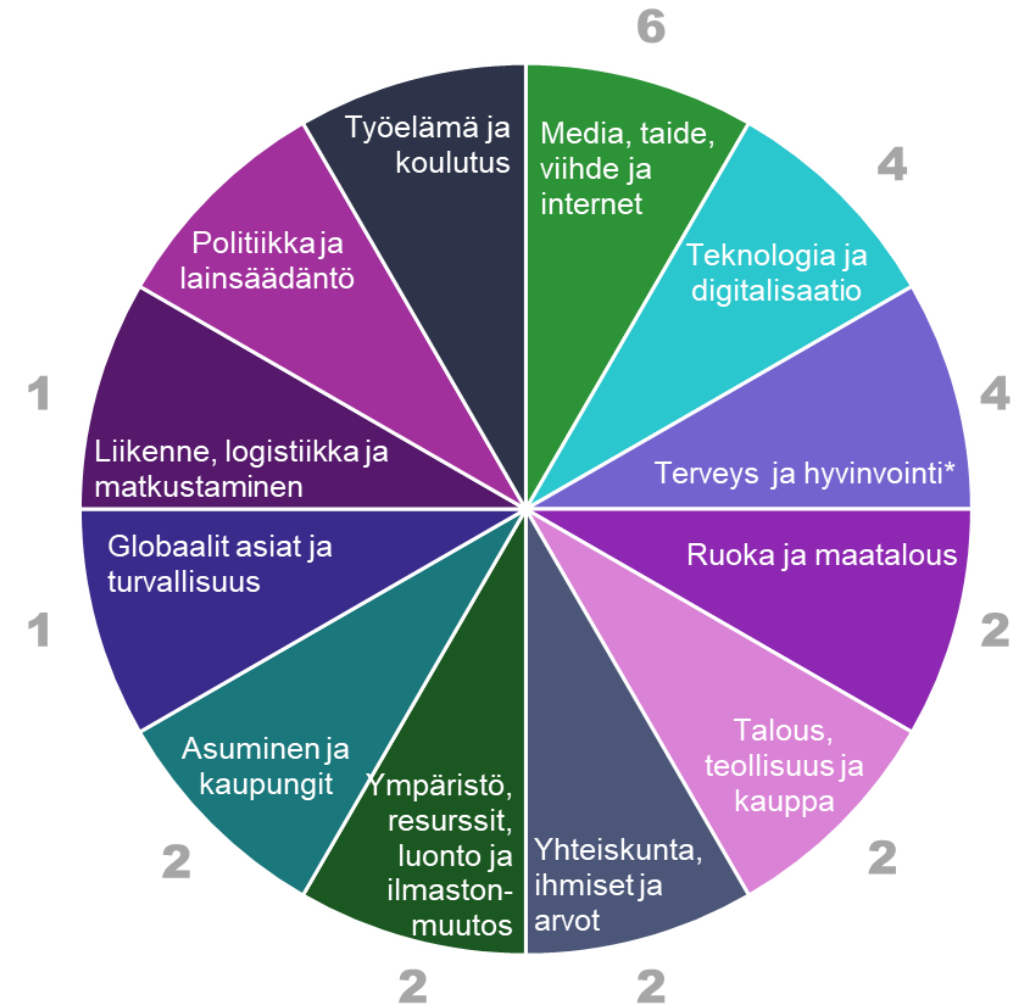 6
Media, taide,
viihde ja
internet
4
Teknologia ja
digitalisaatio
4
Terveys ja hyvinvointi*
2
Ruoka ja maatalous
2
Talous,
teollisuus ja
kauppa
2
Yhteiskunta,
ihmiset ja
arvot
2
Ympäristö,
resurssit,
luonto ja
ilmaston-
muutos
2
Asuminen ja
kaupungit
1
Globaalit asiat ja
turvallisuus
1
Liikenne, logistiikka ja
matkustaminen
Politiikka ja
lainsäädäntö
Työelämä ja
koulutus